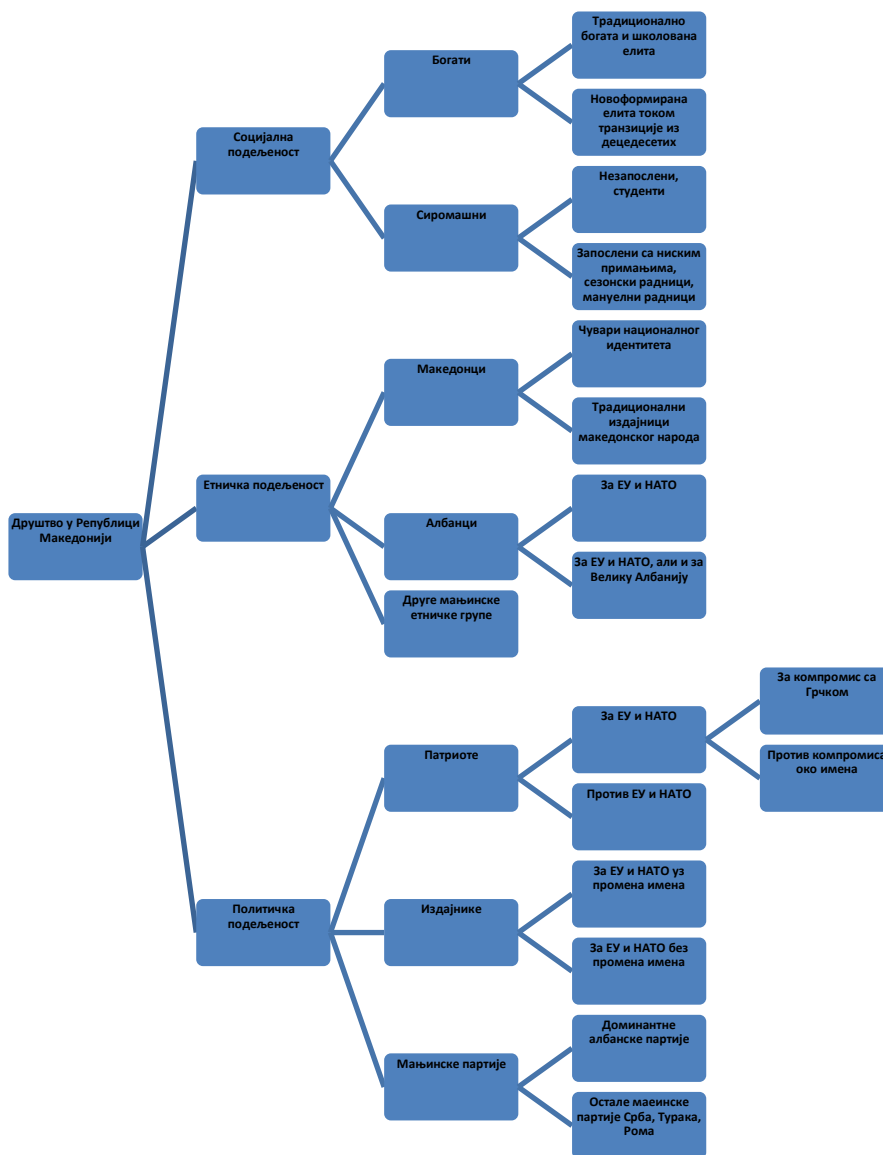 Традиционално
богата и школована
елита
Богати
Новоформирана
елита током
транзиције из
децедесетих
Социјална
подељеност
Незапослени,
студенти
Сиромашни
Запослени са ниским
примањима,
сезонски радници,
мануелни радници
Чувари националног
идентитета
Македонци
Традиционални
издајници
македонског народа
Етничка подељеност
За ЕУ и НАТО
Друштво у Републици
Македонији
Албанци
За ЕУ и НАТО, али и за
Велику Албанију
Друге мањинске
етничке групе
За компромис са
Грчком
За ЕУ и НАТО
Патриоте
Против компромиса
око имена
Против ЕУ и НАТО
За ЕУ и НАТО уз
промена имена
Политичка
подељеност
Издајнике
За ЕУ и НАТО без
промена имена
Доминантне
албанске партије
Мањинске партије
Остале маеинске
партије Срба, Турака,
Рома